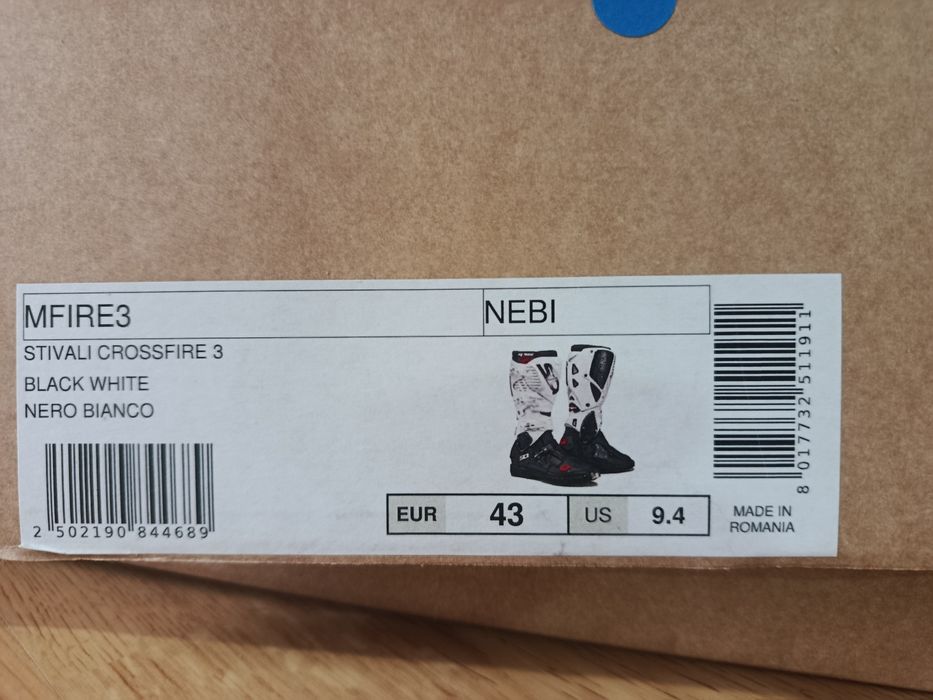 MFIRE3
NEBI
STIVALI CROSSFIRE 3
BLACK WHITE
NERO BIANCO
2 502190 844689
EUR 43 US 9.4
8 017732 511911
MADE IN
ROMANIA